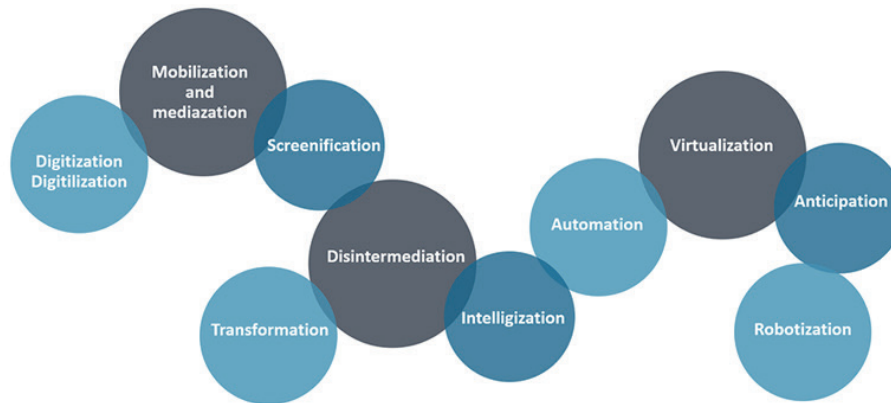 Mobilization
and
mediazation
Digitization
Digitilization
Screenification
Disintermediation
Transformation
Intelligization
Automation
Virtualization
Anticipation
Robotization